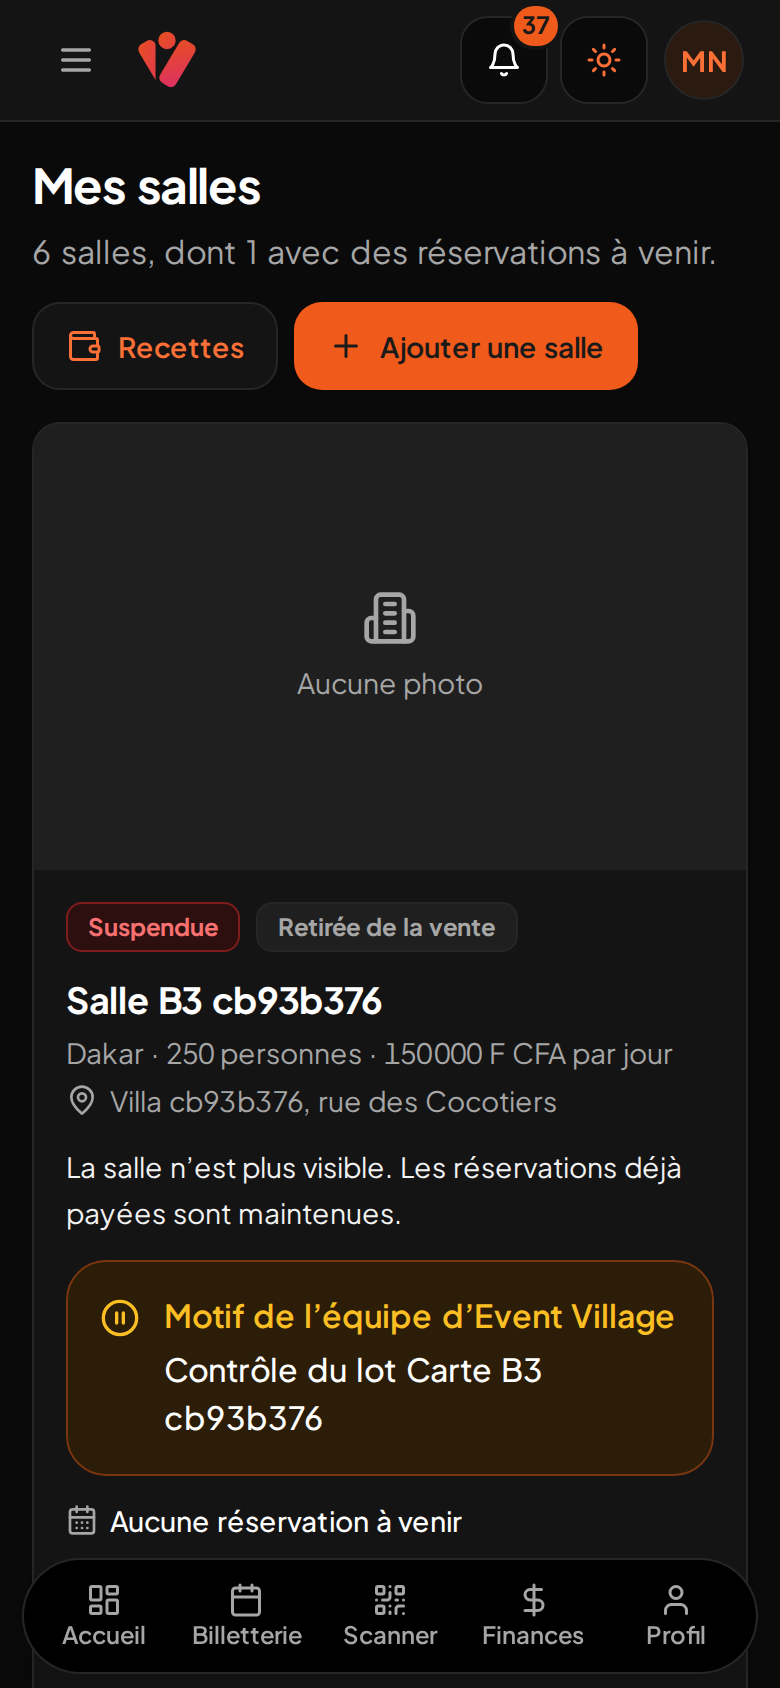 37
MN
Mes salles
6 salles, dont 1 avec des réservations à venir.
Recettes
Ajouter une salle
Aucune photo
Suspendue
Retirée de la vente
Salle B3 cb93b376
Dakar · 250 personnes · 150000 F CFA par jour
Villa cb93b376, rue des Cocotiers
La salle n’est plus visible. Les réservations déjà
payées sont maintenues.
Motif de l’équipe d’Event Village
Contrôle du lot Carte B3
cb93b376
Aucune réservation à venir
Accueil
Billetterie
Scanner
Finances
Profil